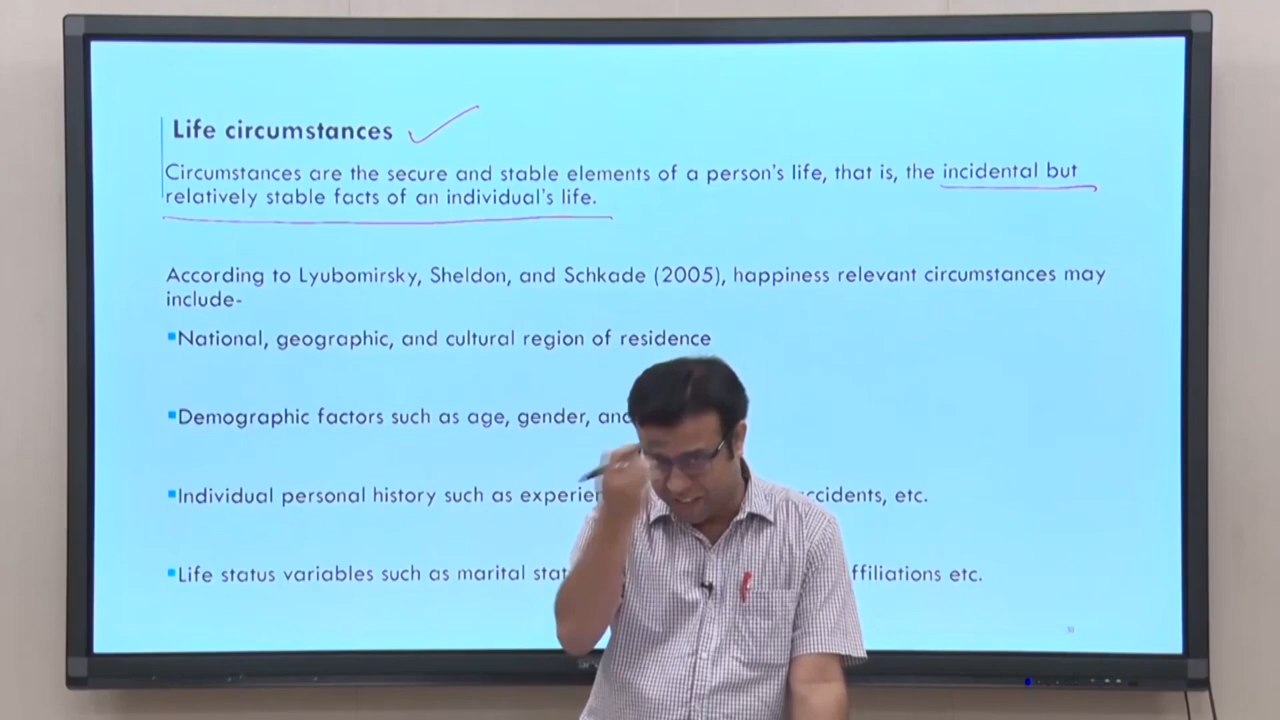 Life circumstances
Circumstances are the secure and stable elements of a person's life, that is, the incidental but
relatively stable facts of an individual's life.
According to Lyubomirsky, Sheldon, and Schkade (2005), happiness relevant circumstances may
include-
▪National, geographic, and cultural region of residence
▪Demographic factors such as age, gender, and
▪Individual personal history such as ccidents, etc.
▪Life status variables such as marital ffiliations etc.